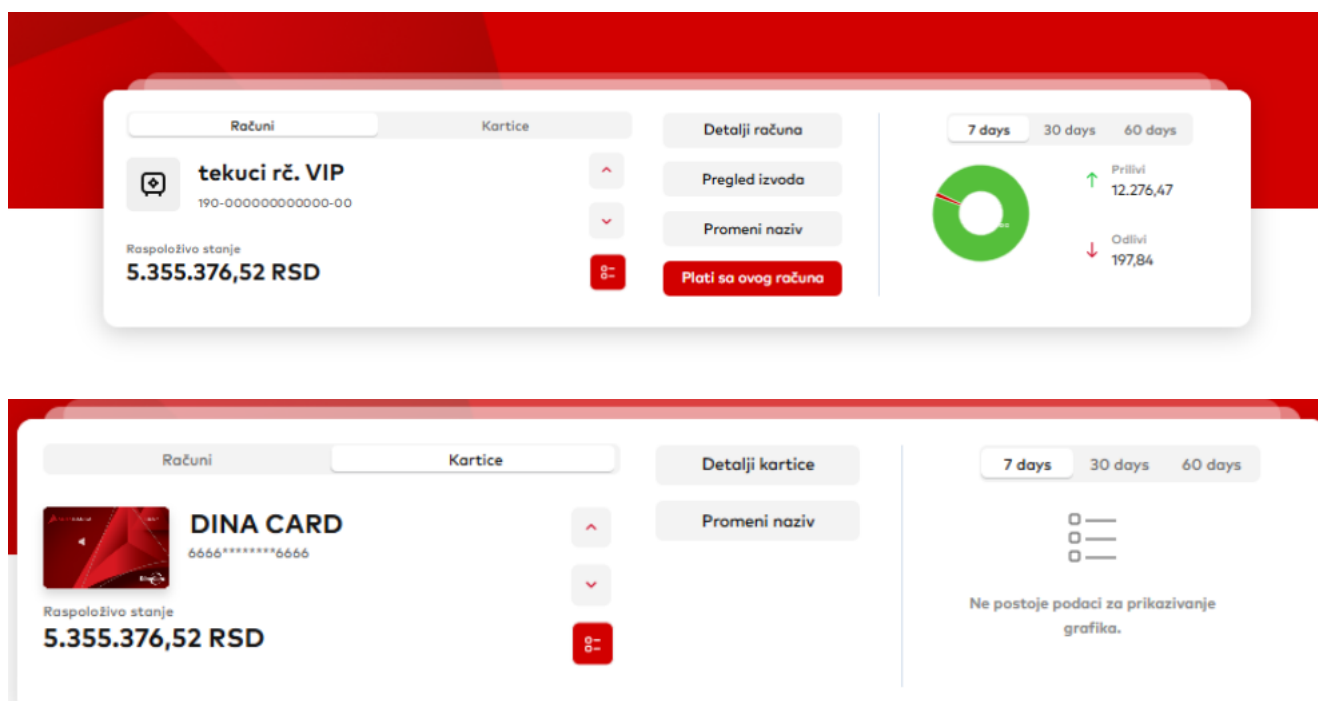 Računi
Kartice
tekuci rč. VIP
190-000000000000-00
Raspoloživo stanje
5.355.376,52 RSD
Detalji računa
Pregled izvoda
Promeni naziv
Plati sa ovog računa
7 days
30 days
60 days
Prilivi
12.276,47
Odlivi
197,84
Računi
Kartice
DINA CARD
6666********6666
Raspoloživo stanje
5.355.376,52 RSD
Detalji kartice
Promeni naziv
7 days
30 days
60 days
Ne postoje podaci za prikazivanje
grafika.